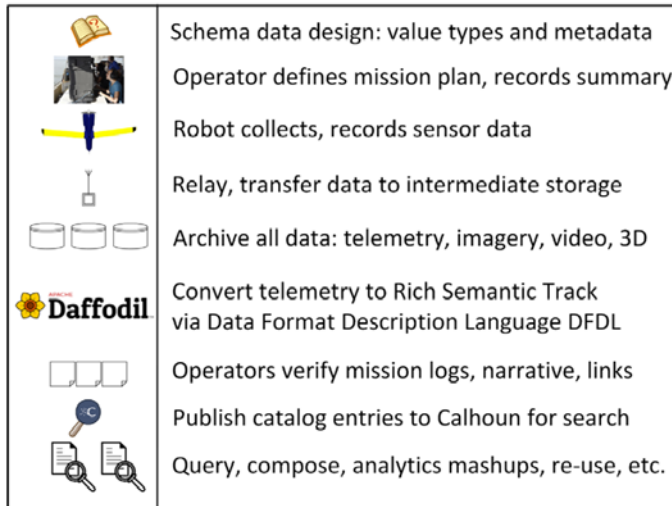 Schema data design: value types and metadata
Operator defines mission plan, records summary
Robot collects, records sensor data
Relay, transfer data to intermediate storage
Archive all data: telemetry, imagery, video, 3D
APACHE
Daffodil
Convert telemetry to Rich Semantic Track
via Data Format Description Language DFDL
Operators verify mission logs, narrative, links
Publish catalog entries to Calhoun for search
Query, compose, analytics mashups, re-use, etc.